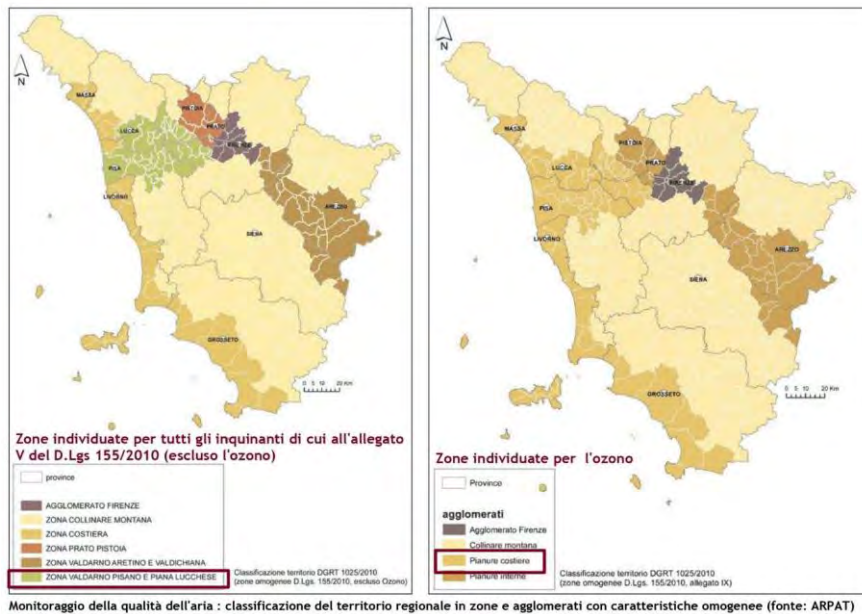 N
MASSA
LUCCA
PISTOIA
PRATO
FIRENZE
PISA
LIVORNO
AREZZO
SIENA
GROSSETO
0 5 10 20 Km
Zone individuate per tutti gli inquinanti di cui all'allegato
V del D.Lgs 155/2010 (escluso l'ozono)
province
AGGLOMERATO FIRENZE
ZONA COLLINARE MONTANA
ZONA COSTIERA
ZONA PRATO PISTOIA
ZONA VALDARNO ARETINO E VALDICHIANA
ZONA VALDARNO PISANO E PIANA LUCCHESE
Classificazione territorio DGRT 1025/2010
(zone omogenee D.Lgs. 155/2010, escluso Ozono)
N
MASSA
LUCCA
PISTOIA
PRATO
FIRENZE
PISA
LIVORNO
AREZZO
SIENA
GROSSETO
0 5 10 20 Km
Zone individuate per l'ozono
Province
agglomerati
Agglomerato Firenze
Collinare montana
Pianure costiere
Pianure interne
Classificazione territorio DGRT 1025/2010
(zone omogenee D.Lgs. 155/2010, allegato IX)
Monitoraggio della qualità dell'aria : classificazione del territorio regionale in zone e agglomerati con caratteristiche omogenee (fonte: ARPAT)